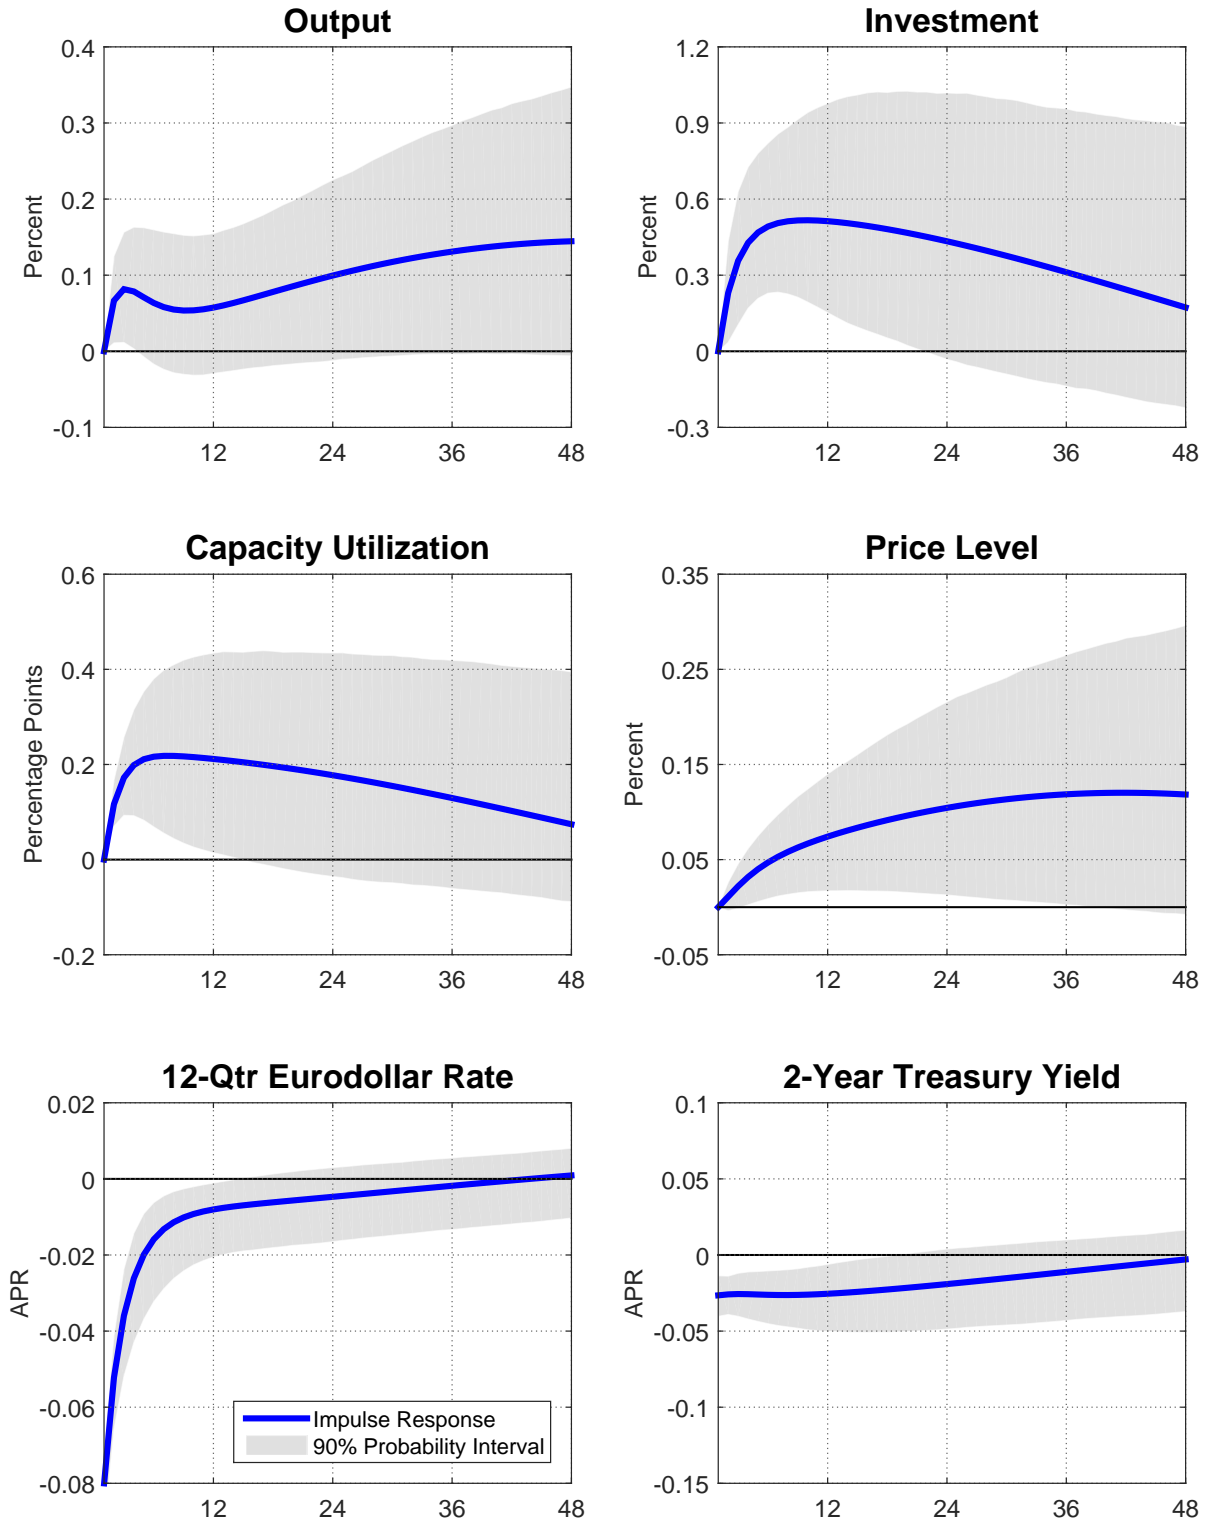 Output
Percent
0.4
0.3
0.2
0.1
0
-0.1
12 24 36 48
Investment
Percent
1.2
0.9
0.6
0.3
0
-0.3
12 24 36 48
Capacity Utilization
Percentage Points
0.6
0.4
0.2
0
-0.2
12 24 36 48
Price Level
Percent
0.35
0.25
0.15
0.05
-0.05
12 24 36 48
12-Qtr Eurodollar Rate
APR
0.02
0
-0.02
-0.04
-0.06
-0.08
Impulse Response
90% Probability Interval
12 24 36 48
2-Year Treasury Yield
APR
0.1
0.05
0
-0.05
-0.1
-0.15
12 24 36 48